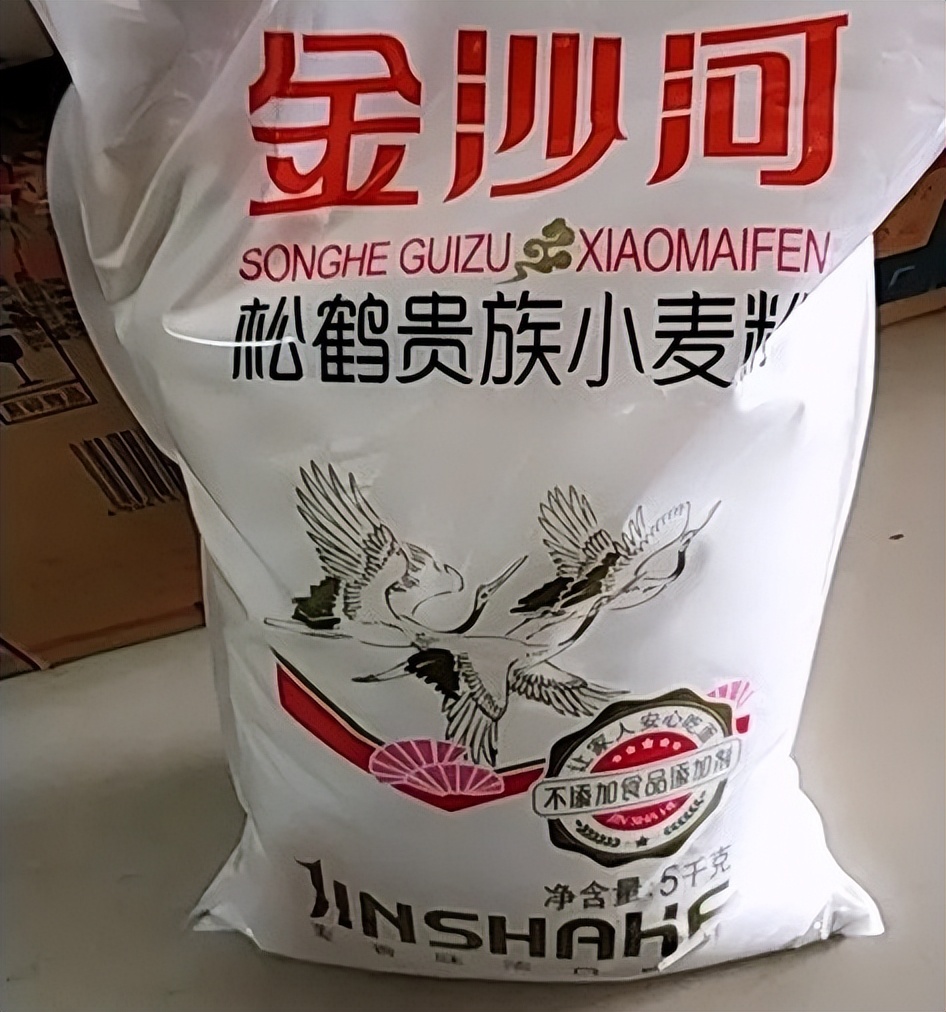 金沙河
SONGHE GUIZU XIAOMAIFEN
松鹤贵族小麦粉
让家人安心吃面
不添加食品添加剂
净含量:5千克
JINSHAHE